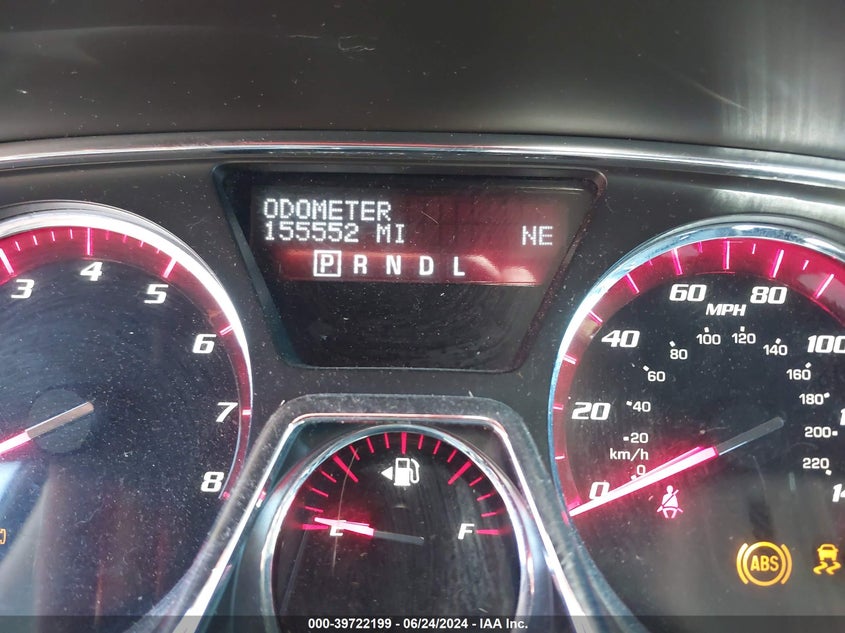 ODOMETER
155552 MI NE
P R N D L
3 4 5 6 7 8
0 20 40 60 80 100
MPH
0 20 40 60 80 100 120 140 160 180 200 220
km/h
E F
ABS
000-39722199 - 06/24/2024 - IAA Inc.